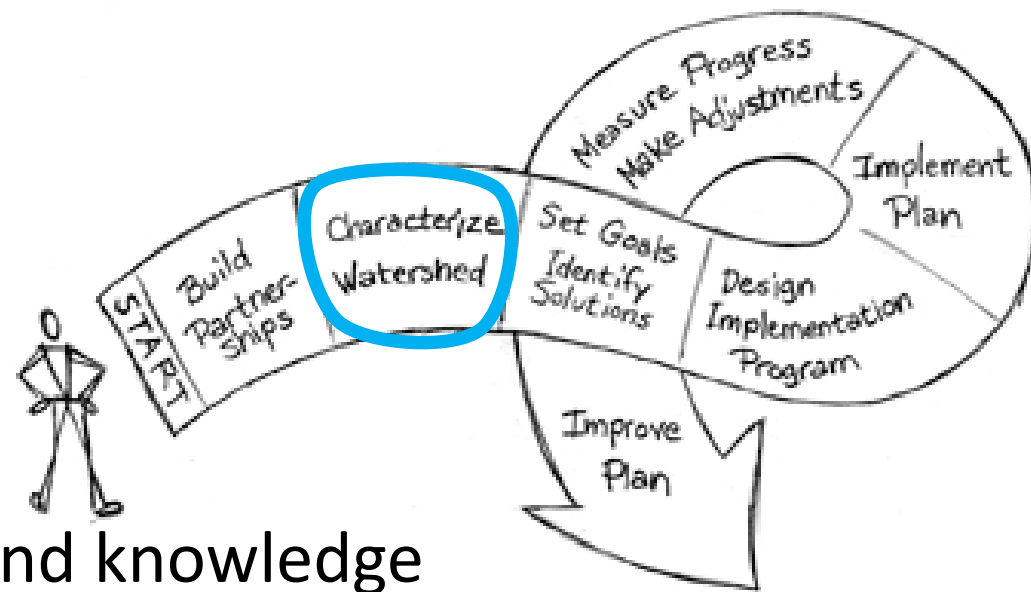 START
Build
Partner-
ships
Characterize
Watershed
Set Goals
Identify
Solutions
Design
Implementation
Program
Implement
Plan
Measure Progress
Make Adjustments
Improve
Plan
nd knowledge